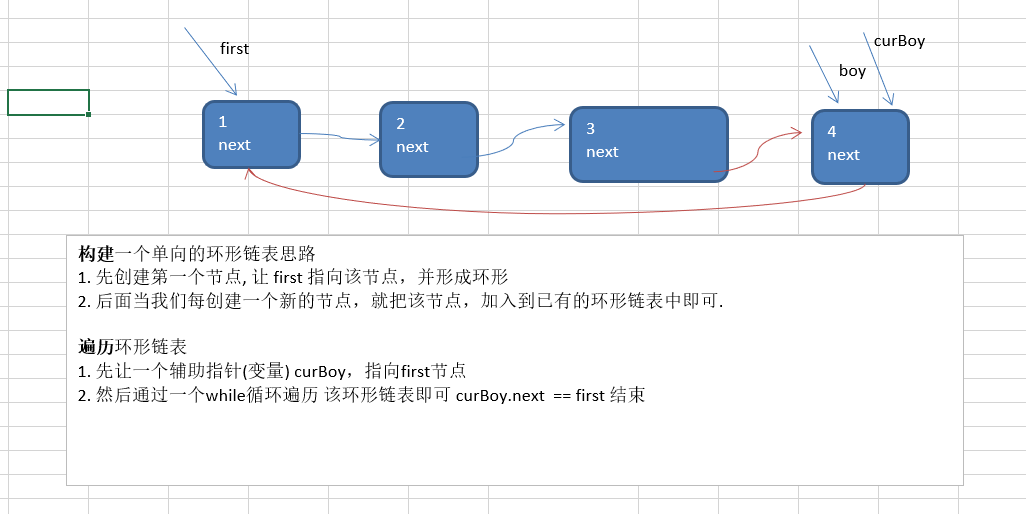 first
curBoy
boy
1
next
2
next
3
next
4
next
构建一个单向的环形链表思路
1. 先创建第一个节点, 让 first 指向该节点，并形成环形
2. 后面当我们每创建一个新的节点，就把该节点，加入到已有的环形链表中即可.
遍历环形链表
1. 先让一个辅助指针(变量) curBoy，指向first节点
2. 然后通过一个while循环遍历 该环形链表即可 curBoy.next  == first 结束